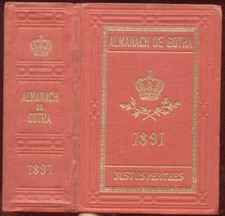 ALMANACH
DE
GOTHA
1891
ALMANACH DE GOTHA
1891
JUSTUS PERTHES